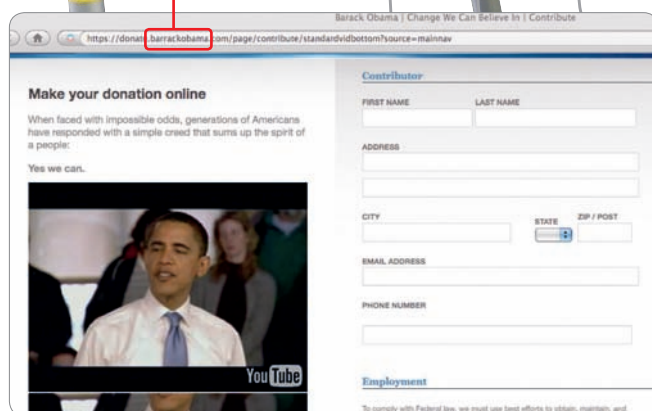 Barack Obama | Change We Can Believe In | Contribute
https://donate.barrackobama.com/page/contribute/standardvidbottom?source=mainnav
Make your donation online
When faced with impossible odds, generations of Americans
have responded with a simple creed that sums up the spirit of
a people:
Yes we can.
YouTube
Contributor
FIRST NAME LAST NAME
ADDRESS
CITY STATE ZIP / POST
EMAIL ADDRESS
PHONE NUMBER
Employment
To comply with Federal law, we must use best efforts to obtain, maintain, and